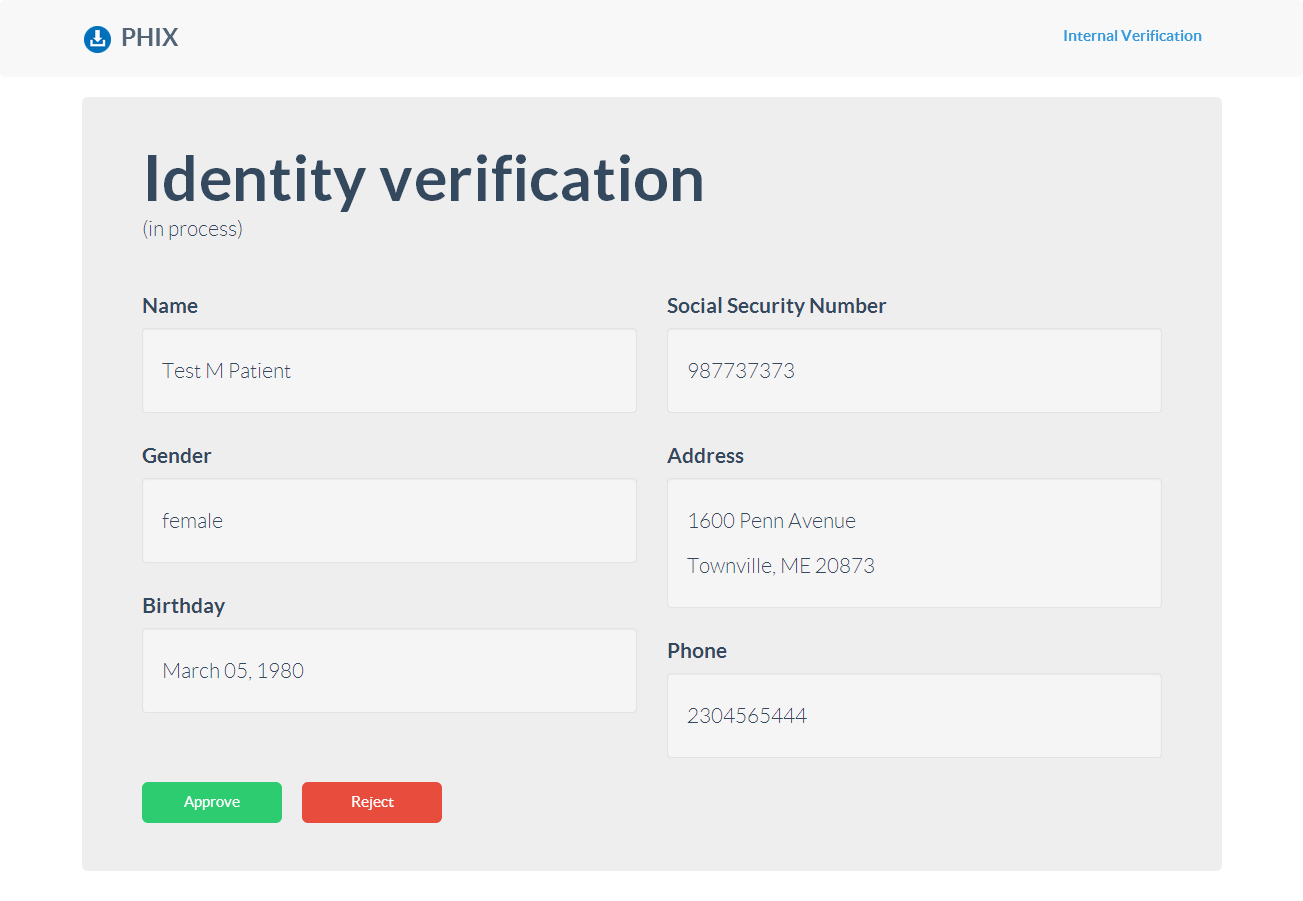 PHIX
Internal Verification
Identity verification
(in process)
Name
Test M Patient
Gender
female
Birthday
March 05, 1980
Social Security Number
987737373
Address
1600 Penn Avenue
Townville, ME 20873
Phone
2304565444
Approve
Reject